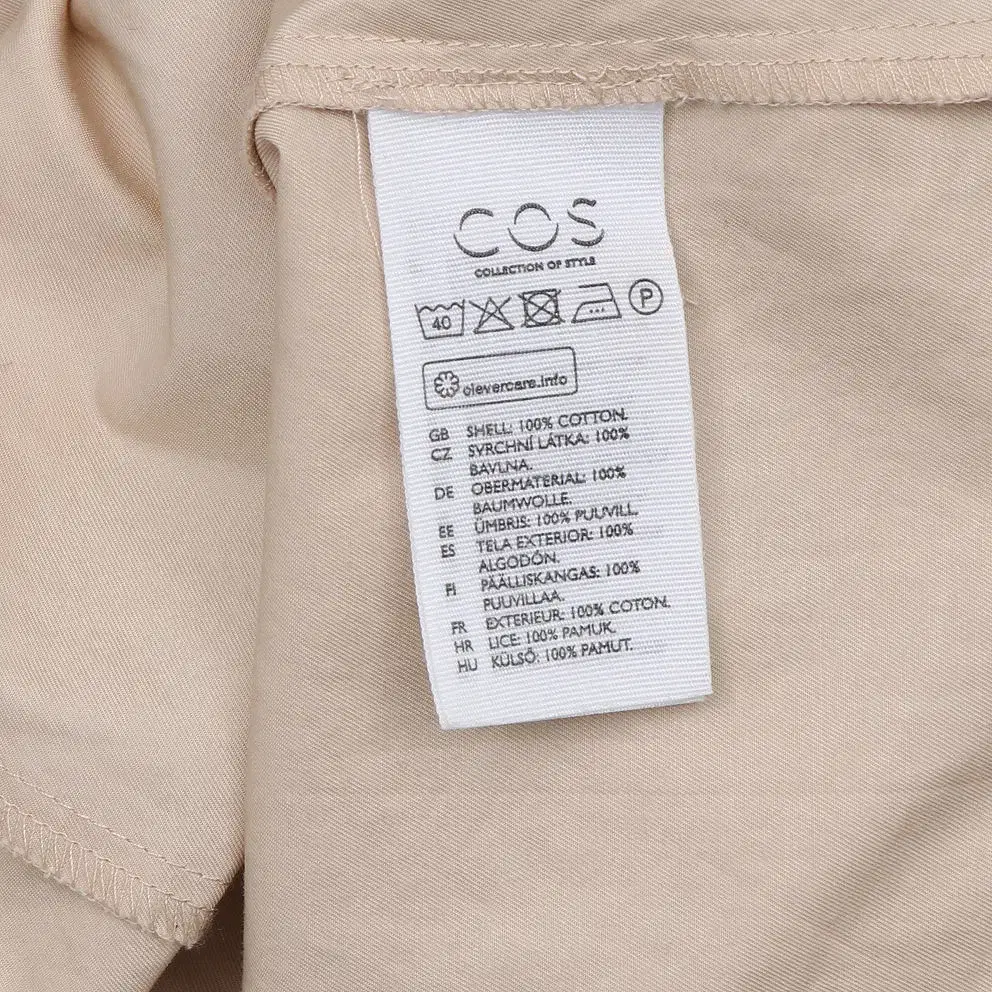 COS
COLLECTION OF STYLE
40
P
clevercare.info
GB SHELL: 100% COTTON.
CZ SVRCHNÍ LÁTKA: 100%
BAVLNA.
DE OBERMATERIAL: 100%
BAUMWOLLE.
EE ÜMBRIS: 100% PUUVILL.
ES TELA EXTERIOR: 100%
ALGODÓN.
FI PÄÄLLISKANGAS: 100%
PUUVILLAA.
FR EXTERIEUR: 100% COTON.
HR LICE: 100% PAMUK.
HU KÜLSŐ: 100% PAMUT.